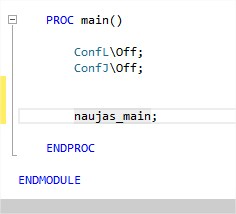 PROC main()
ConfL\Off;
ConfJ\Off;
naujas_main;
ENDPROC
ENDMODULE